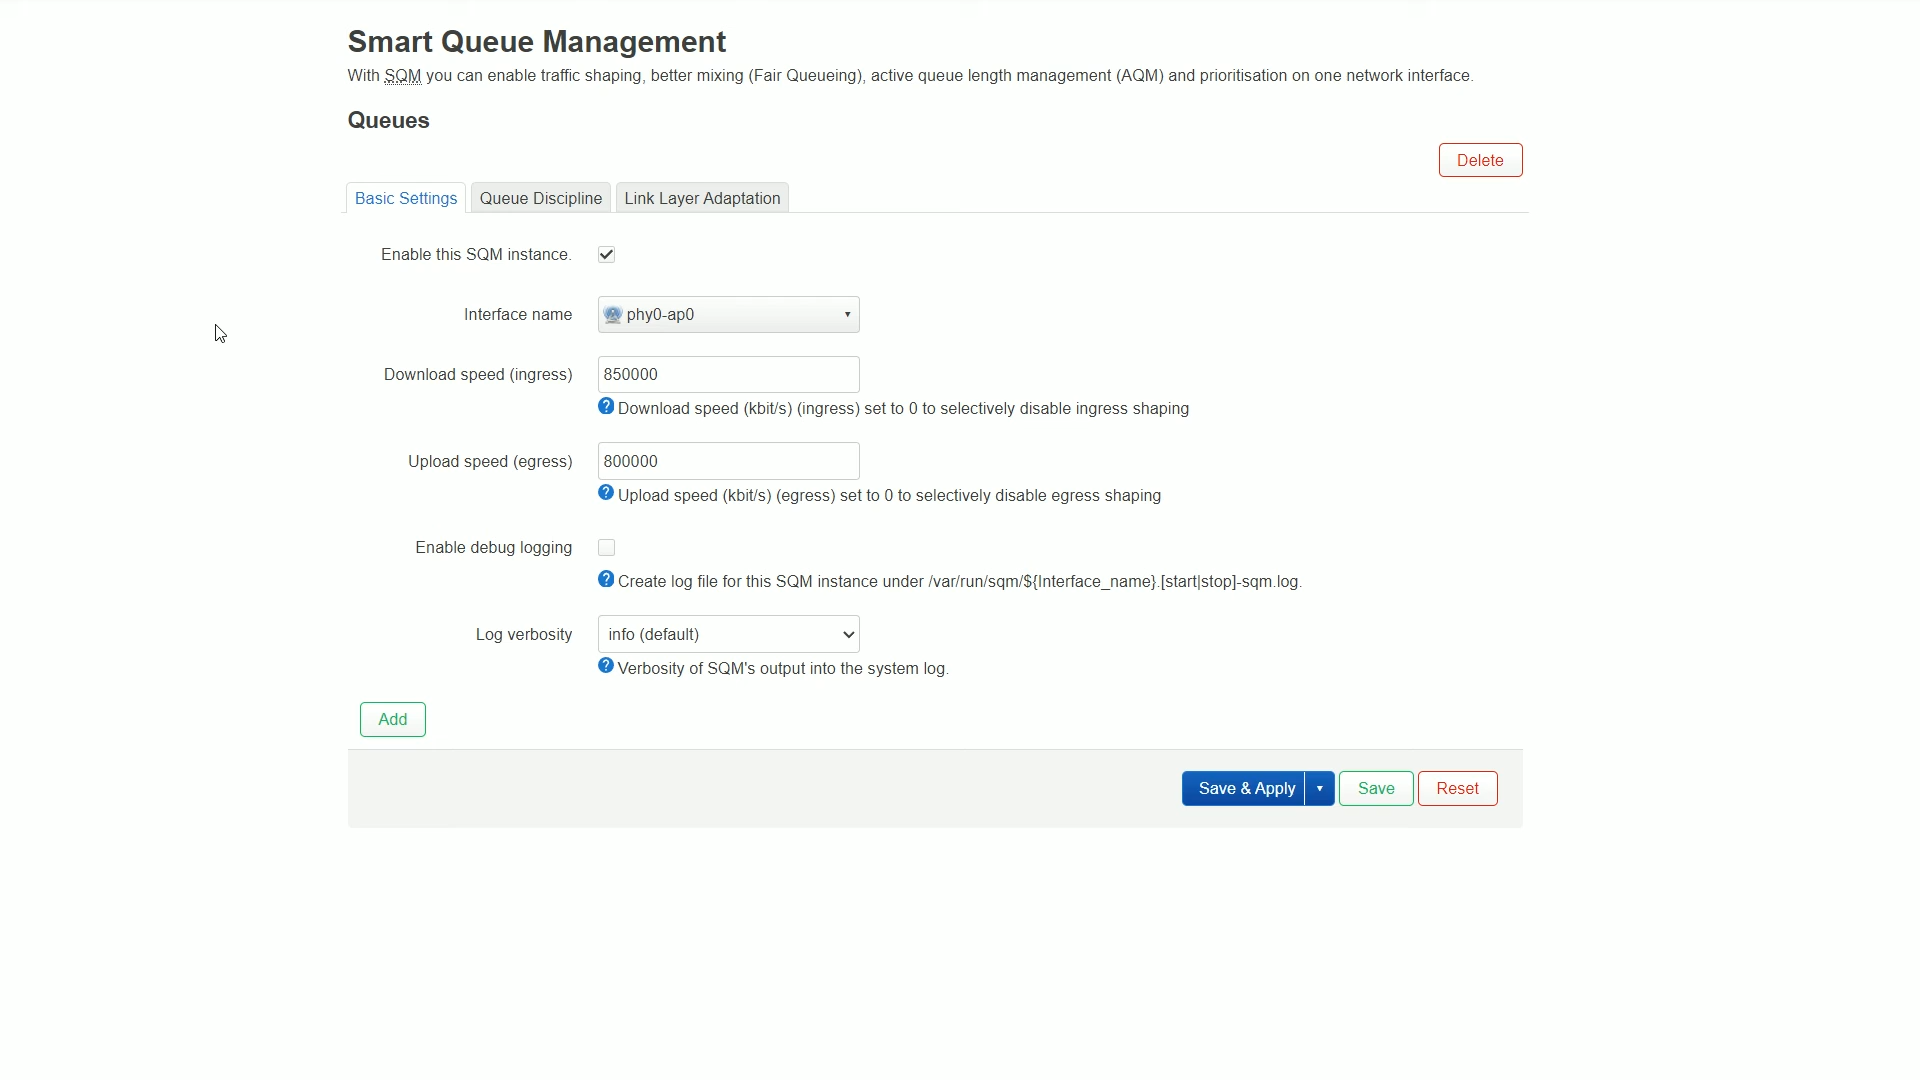 Smart Queue Management
With SQM you can enable traffic shaping, better mixing (Fair Queueing), active queue length management (AQM) and prioritisation on one network interface.
Queues
Delete
Basic Settings Queue Discipline Link Layer Adaptation
Enable this SQM instance.
Interface name phy0-ap0
Download speed (ingress) 850000
Download speed (kbit/s) (ingress) set to 0 to selectively disable ingress shaping
Upload speed (egress) 800000
Upload speed (kbit/s) (egress) set to 0 to selectively disable egress shaping
Enable debug logging
Create log file for this SQM instance under /var/run/sqm/${Interface_name}.[start|stop]-sqm.log.
Log verbosity info (default)
Verbosity of SQM's output into the system log.
Add
Save & Apply Save Reset